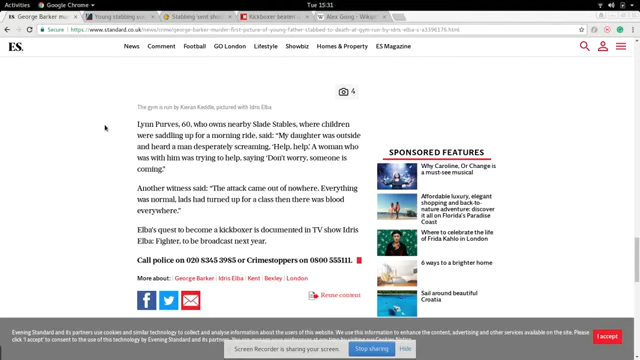 Activities Google Chrome Tue 15:31
George Barker murder Young stabbing Stabbing 'sent sho Kickboxer Alex Gong - Wikip
Secure https://www.standard.co.uk/news/crime/george-barker-murder-first-picture-of-young-father-stabbed-to-death-at-gym-run-by-idris-elba-s-a3396176.html
ES. News Comment Football GO London Lifestyle Showbiz Homes & Property ES Magazine
4
The gym is run by Kieran Keddle, pictured with Idris Elba
Lynn Purves, 60, who owns nearby Slade Stables, where children
were saddling up for a morning ride, said: "My daughter was outside
and heard a man desperately screaming, 'Help, help.' A woman who
was with him was trying to help, saying 'Don't worry, someone is
coming."
Another witness said: "The attack came out of nowhere. Everything
was normal, lads had turned up for a class then there was blood
everywhere."
Elba's quest to become a kickboxer is documented in TV show Idris
Elba: Fighter, to be broadcast next year.
Call police on 020 8345 3985 or Crimestoppers on 0800 555111.
More about: George Barker Idris Elba Kent Bexley London
Reuse content
SPONSORED FEATURES
Why Caroline, Or Change is
a must-see musical
Affordable luxury, elegant
shopping and back-to-
nature adventure: discover
it all on Florida's Paradise
Coast
Where to celebrate the life
of Frida Kahlo in London
6 ways to a brighter home
Sail around beautiful
Croatia
Evening Standard and its partners use cookies and similar technology to collect and analyse information about the users of this website. We use this information to enhance the content, advertising and other services available on the site. Please
click 'I accept' to consent to the use of this technology by Evening Standard and its partners.
I accept
Screen Recorder is sharing your screen. Stop sharing Hide